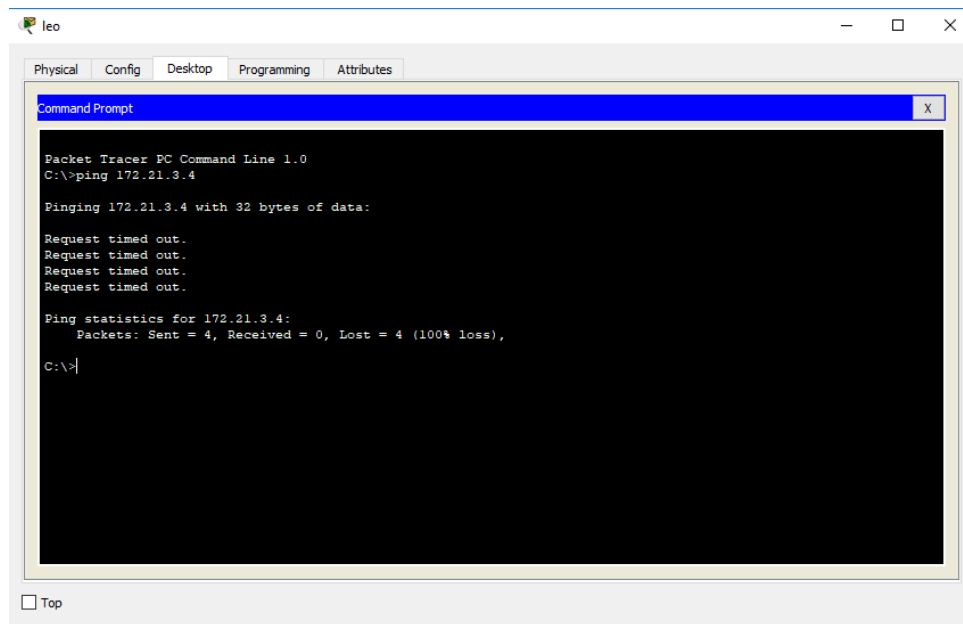 leo
Physical Config Desktop Programming Attributes
Command Prompt
X
Packet Tracer PC Command Line 1.0
C:\>ping 172.21.3.4
Pinging 172.21.3.4 with 32 bytes of data:
Request timed out.
Request timed out.
Request timed out.
Request timed out.
Ping statistics for 172.21.3.4:
Packets: Sent = 4, Received = 0, Lost = 4 (100% loss),
C:\>
Top